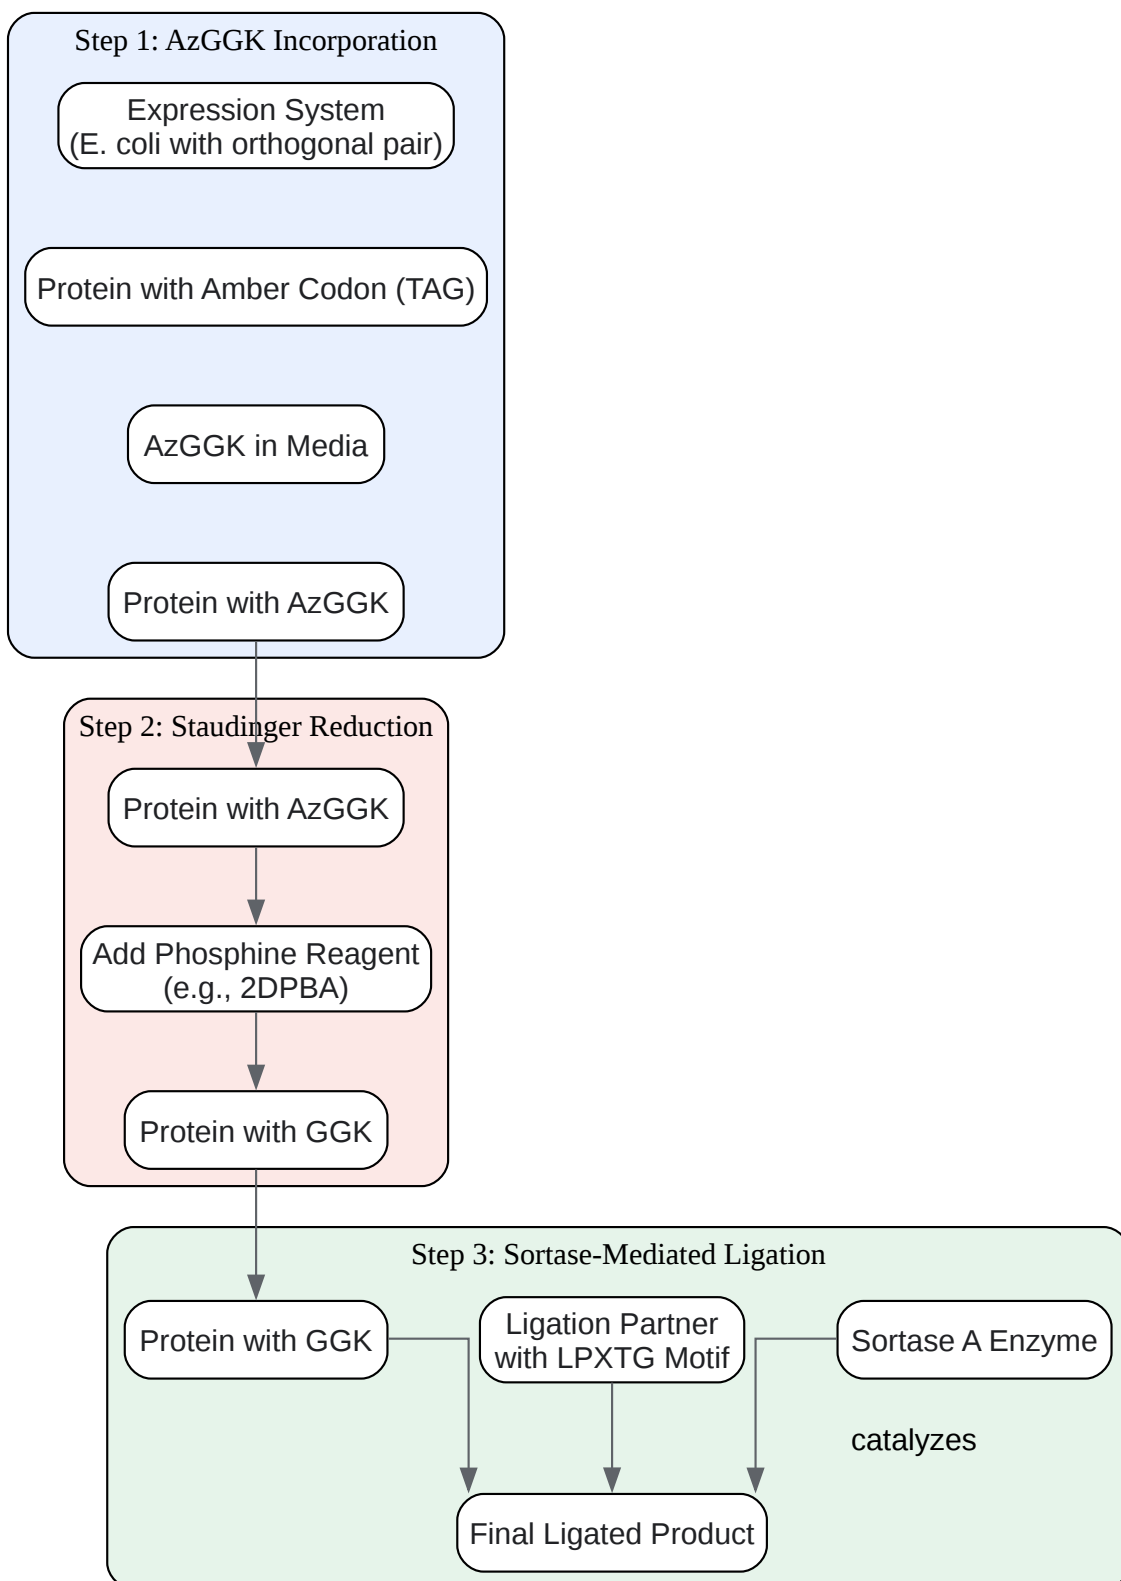 Step 1: AzGGK Incorporation
Expression System
(E. coli with orthogonal pair)
Protein with Amber Codon (TAG)
AzGGK in Media
Protein with AzGGK
Step 2: Staudinger Reduction
Protein with AzGGK
Add Phosphine Reagent
(e.g., 2DPBA)
Protein with GGK
Step 3: Sortase-Mediated Ligation
Protein with GGK
Ligation Partner
with LPXTG Motif
Sortase A Enzyme
catalyzes
Final Ligated Product